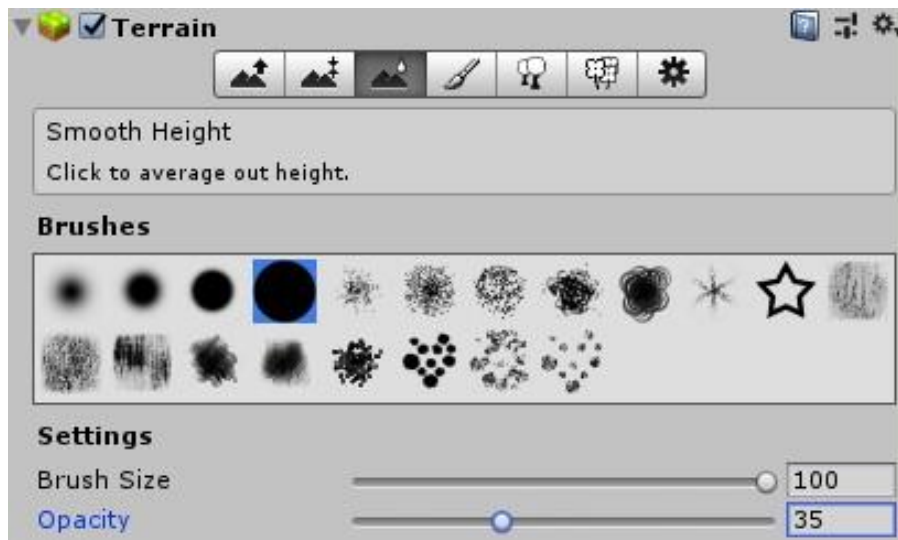 Terrain
Smooth Height
Click to average out height.
Brushes
Settings
Brush Size 100
Opacity 35